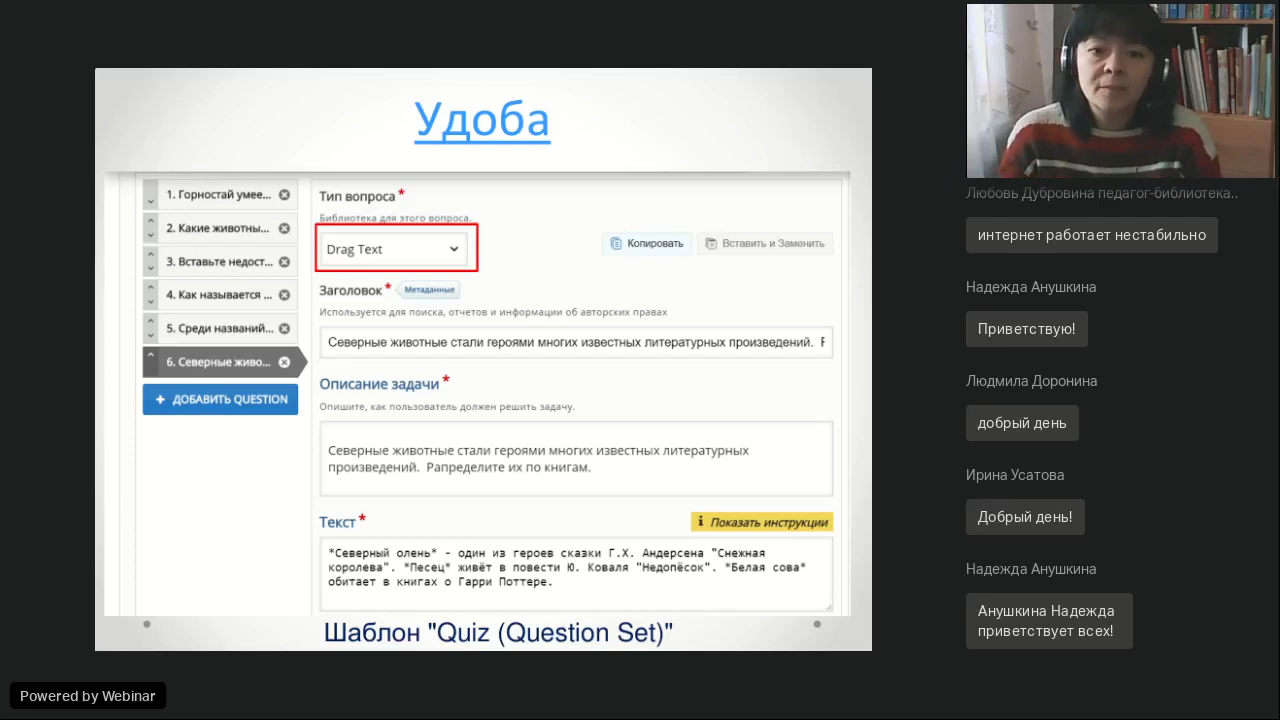 Удоба
1. Горностай умее...
2. Какие животны...
3. Вставьте недост...
4. Как называется ...
5. Среди названий...
6. Северные живо...
+ ДОБАВИТЬ QUESTION
Тип вопроса*
Библиотека для этого вопроса.
Drag Text
Копировать
Вставить и Заменить
Заголовок*
Метаданные
Используется для поиска, отчетов и информации об авторских правах
Северные животные стали героями многих известных литературных произведений.
Описание задачи*
Опишите, как пользователь должен решить задачу.
Северные животные стали героями многих известных литературных
произведений. Рапределите их по книгам.
Текст*
Показать инструкции
*Северный олень* - один из героев сказки Г.Х. Андерсена "Снежная
королева". *Песец* живёт в повести Ю. Коваля "Недопёсок". *Белая сова*
обитает в книгах о Гарри Поттере.
Шаблон "Quiz (Question Set)"
Любовь Дубровина педагог-библиотека..
интернет работает нестабильно
Надежда Анушкина
Приветствую!
Людмила Доронина
добрый день
Ирина Усатова
Добрый день!
Надежда Анушкина
Анушкина Надежда
приветствует всех!
Powered by Webinar